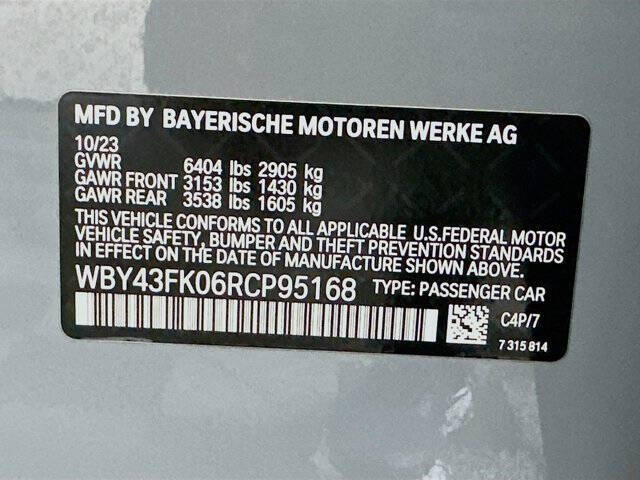 MFD BY BAYERISCHE MOTOREN WERKE AG
10/23
GVWR 6404 lbs 2905 kg
GAWR FRONT 3153 lbs 1430 kg
GAWR REAR 3538 lbs 1605 kg
THIS VEHICLE CONFORMS TO ALL APPLICABLE U.S.FEDERAL MOTOR
VEHICLE SAFETY, BUMPER AND THEFT PREVENTION STANDARDS
IN EFFECT ON THE DATE OF MANUFACTURE SHOWN ABOVE.
WBY43FK06RCP95168 TYPE: PASSENGER CAR
C4P/7
7 315 814